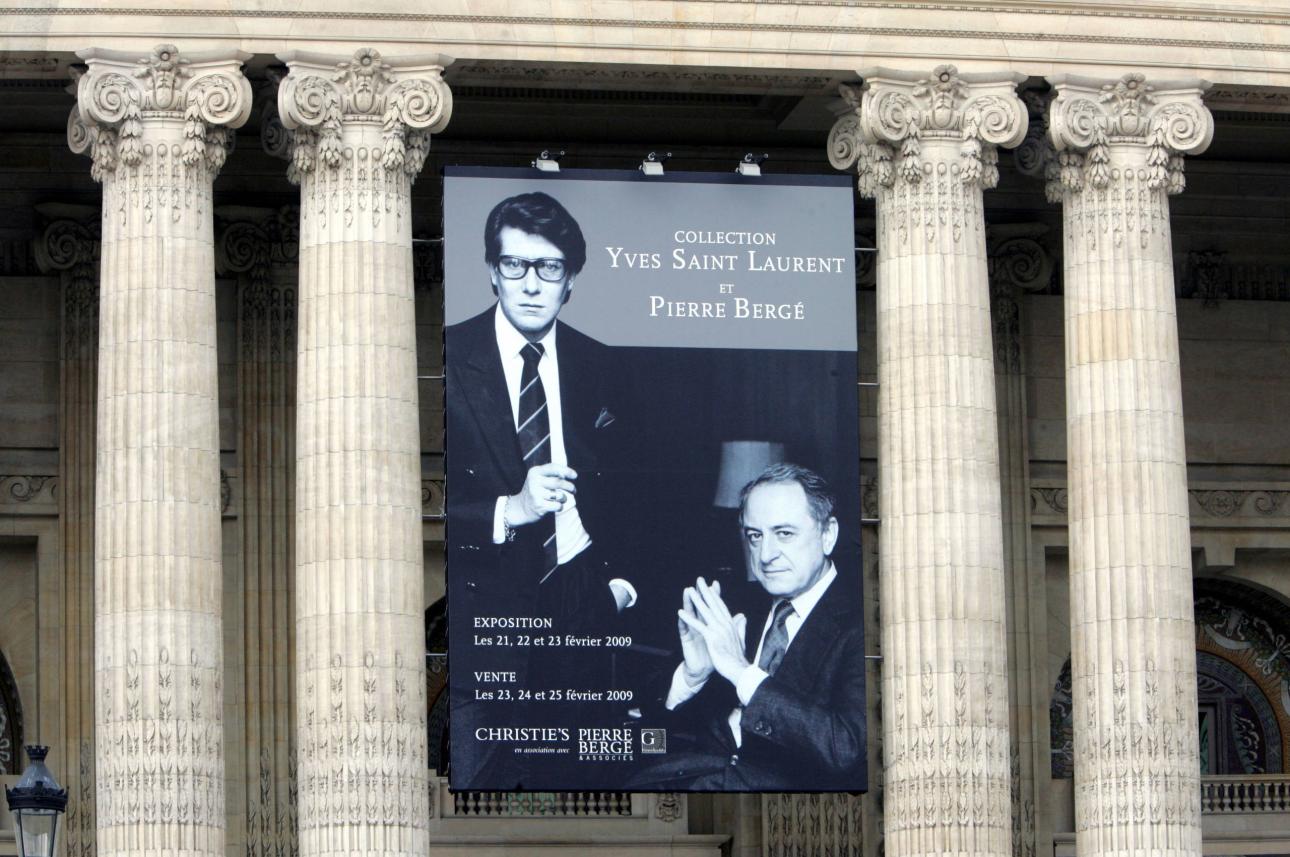 COLLECTION
YVES SAINT LAURENT
ET
PIERRE BERGÉ
EXPOSITION
Les 21, 22 et 23 février 2009
VENTE
Les 23, 24 et 25 février 2009
CHRISTIE'S
en association avec
PIERRE
BERGÉ
& ASSOCIÉS
G